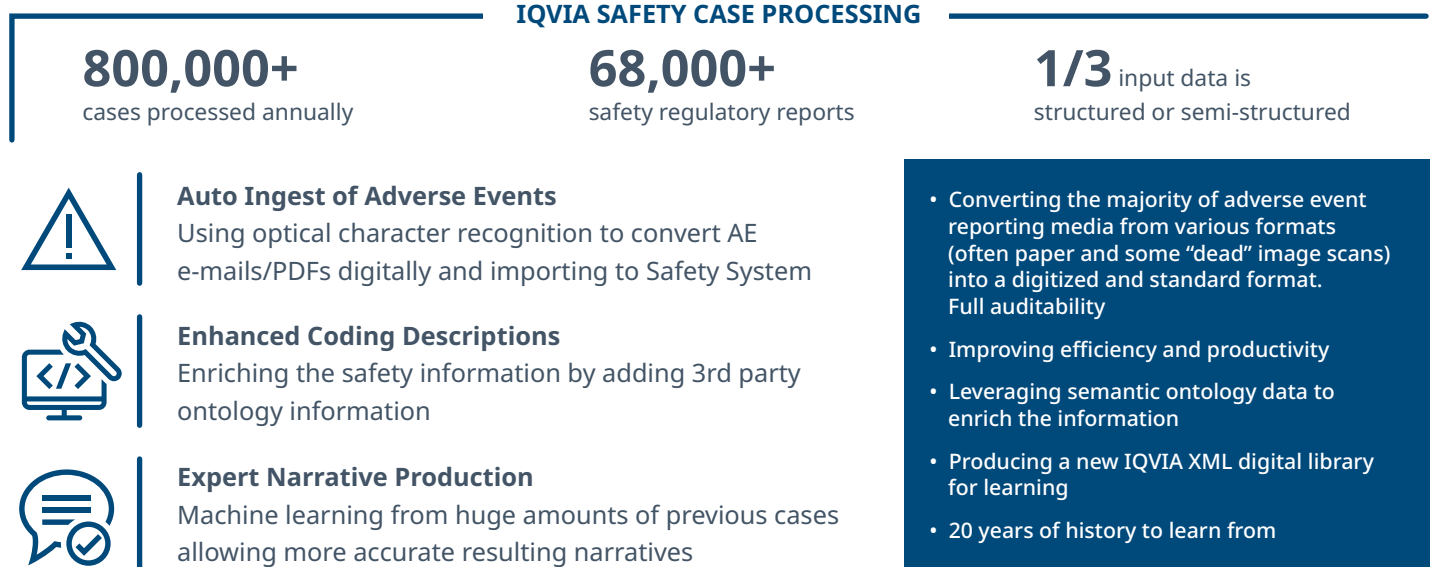 IQVIA SAFETY CASE PROCESSING
800,000+
cases processed annually
68,000+
safety regulatory reports
1/3 input data is
structured or semi-structured
Auto Ingest of Adverse Events
Using optical character recognition to convert AE
e-mails/PDFs digitally and importing to Safety System
Enhanced Coding Descriptions
Enriching the safety information by adding 3rd party
ontology information
Expert Narrative Production
Machine learning from huge amounts of previous cases
allowing more accurate resulting narratives
• Converting the majority of adverse event
reporting media from various formats
(often paper and some “dead” image scans)
into a digitized and standard format.
Full auditability
• Improving efficiency and productivity
• Leveraging semantic ontology data to
enrich the information
• Producing a new IQVIA XML digital library
for learning
• 20 years of history to learn from